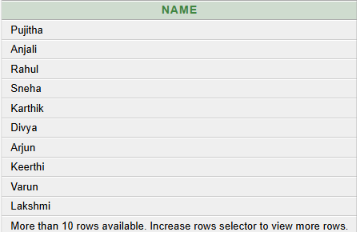 NAME
Pujitha
Anjali
Rahul
Sneha
Karthik
Divya
Arjun
Keerthi
Varun
Lakshmi
More than 10 rows available. Increase rows selector to view more rows.